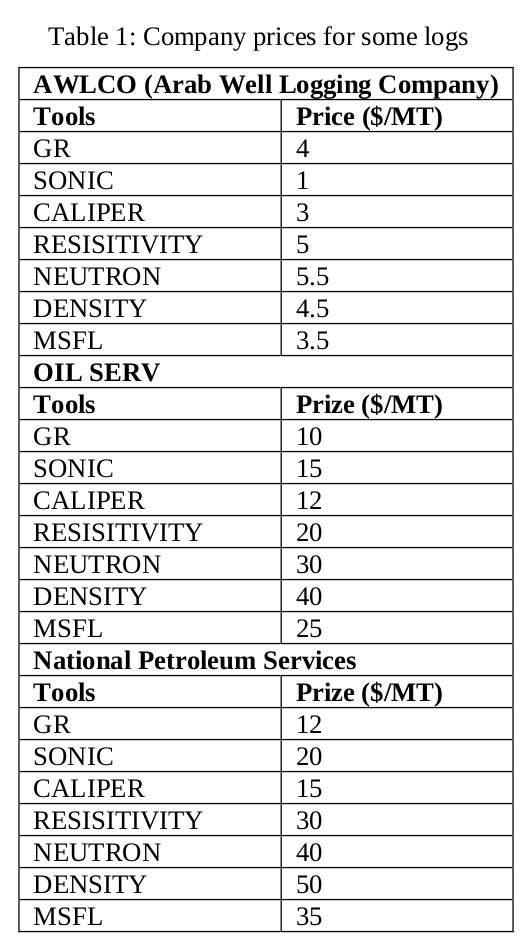 Table 1: Company prices for some logs
AWLCO (Arab Well Logging Company)
Tools Price ($/MT)
GR 4
SONIC 1
CALIPER 3
RESISITIVITY 5
NEUTRON 5.5
DENSITY 4.5
MSFL 3.5
OIL SERV
Tools Prize ($/MT)
GR 10
SONIC 15
CALIPER 12
RESISITIVITY 20
NEUTRON 30
DENSITY 40
MSFL 25
National Petroleum Services
Tools Prize ($/MT)
GR 12
SONIC 20
CALIPER 15
RESISITIVITY 30
NEUTRON 40
DENSITY 50
MSFL 35